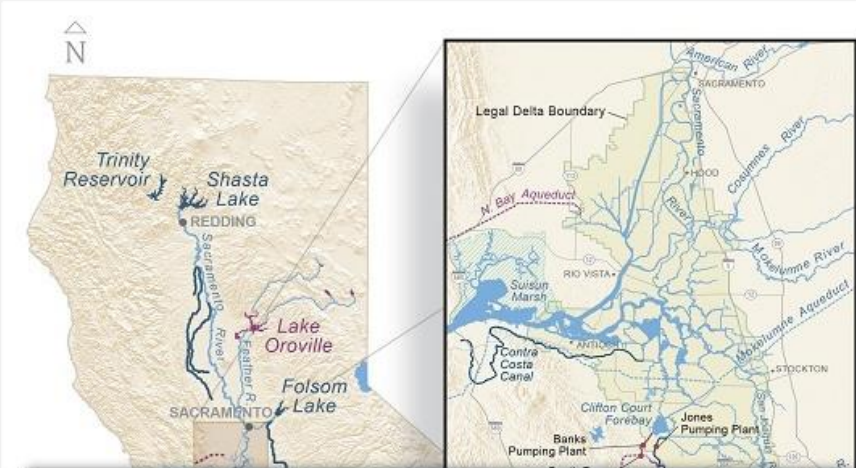 N
Trinity
Reservoir
Shasta
Lake
REDDING
Sacramento
River
Lake
Oroville
Feather R.
Folsom
Lake
SACRAMENTO
American River
SACRAMENTO
Legal Delta Boundary
Sacramento
HOOD
River
Cosumnes River
N. Bay Aqueduct
Mokelumne River
RIO VISTA
Suisun
Marsh
Mokelumne Aqueduct
Contra
Costa
Canal
STOCKTON
San Joaquin
Clifton Court
Forebay
Jones
Pumping Plant
Banks
Pumping Plant